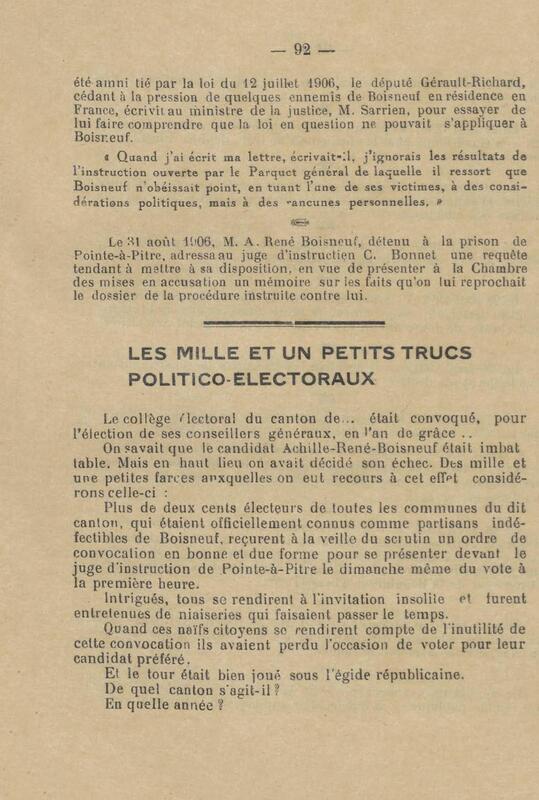 — 92 —
été amni tié par la loi du 12 juillet 1906, le député Gérault-Richard,
cédant à la pression de quelques ennemis de Boisneuf en résidence en
France, écrivit au ministre de la justice, M. Sarrien, pour essayer de
lui faire comprendre que la loi en question ne pouvait s'appliquer à
Boisneuf.
« Quand j'ai écrit ma lettre, écrivait-il, j'ignorais les résultats de
l'instruction ouverte par le Parquet général de laquelle il ressort que
Boisneuf n'obéissait point, en tuant l'une de ses victimes, à des consi-
dérations politiques, mais à des rancunes personnelles. »
Le 31 août 1906, M. A. René Boisneuf, détenu à la prison de
Pointe-à-Pitre, adressa au juge d'instruction C. Bonnet une requête
tendant à mettre à sa disposition, en vue de présenter à la Chambre
des mises en accusation un mémoire sur les faits qu'on lui reprochait
le dossier de la procédure instruite contre lui.
LES MILLE ET UN PETITS TRUCS
POLITICO-ELECTORAUX
Le collège électoral du canton de... était convoqué, pour
l'élection de ses conseillers généraux, en l'an de grâce ..
On savait que le candidat Achille-René-Boisneuf était imbat
table. Mais en haut lieu on avait décidé son échec. Des mille et
une petites farces auxquelles on eut recours à cet effet considé-
rons celle-ci :
Plus de deux cents électeurs de toutes les communes du dit
canton, qui étaient officiellement connus comme partisans indé-
fectibles de Boisneuf, reçurent à la veille du scrutin un ordre de
convocation en bonne et due forme pour se présenter devant le
juge d'instruction de Pointe-à-Pitre le dimanche même du vote à
la première heure.
Intrigués, tous se rendirent à l'invitation insolite et furent
entretenues de niaiseries qui faisaient passer le temps.
Quand ces naïfs citoyens se rendirent compte de l'inutilité de
cette convocation ils avaient perdu l'occasion de voter pour leur
candidat préféré.
Et le tour était bien joué sous l'égide républicaine.
De quel canton s'agit-il ?
En quelle année ?